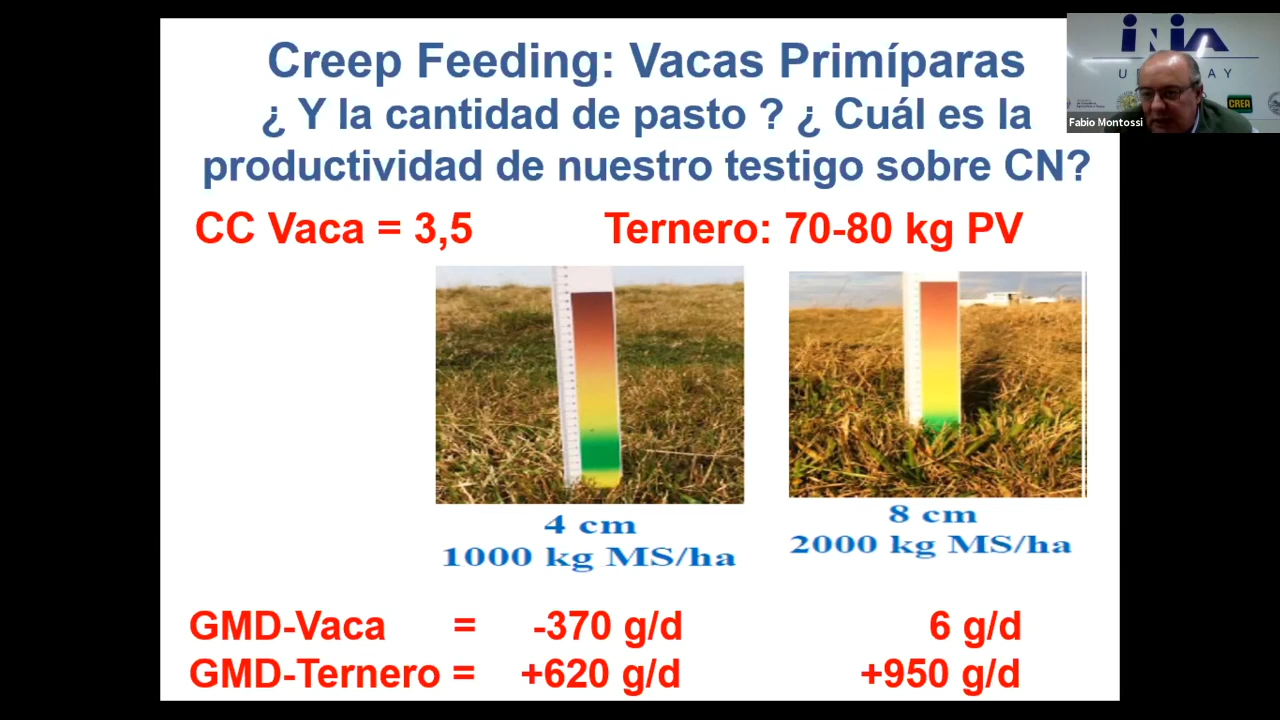 Creep Feeding: Vacas Primíparas
¿ Y la cantidad de pasto ? ¿ Cuál es la
productividad de nuestro testigo sobre CN?
CC Vaca = 3,5 Ternero: 70-80 kg PV
4 cm
1000 kg MS/ha
8 cm
2000 kg MS/ha
GMD-Vaca = -370 g/d 6 g/d
GMD-Ternero = +620 g/d +950 g/d
INIA
CREA
Fabio Montossi